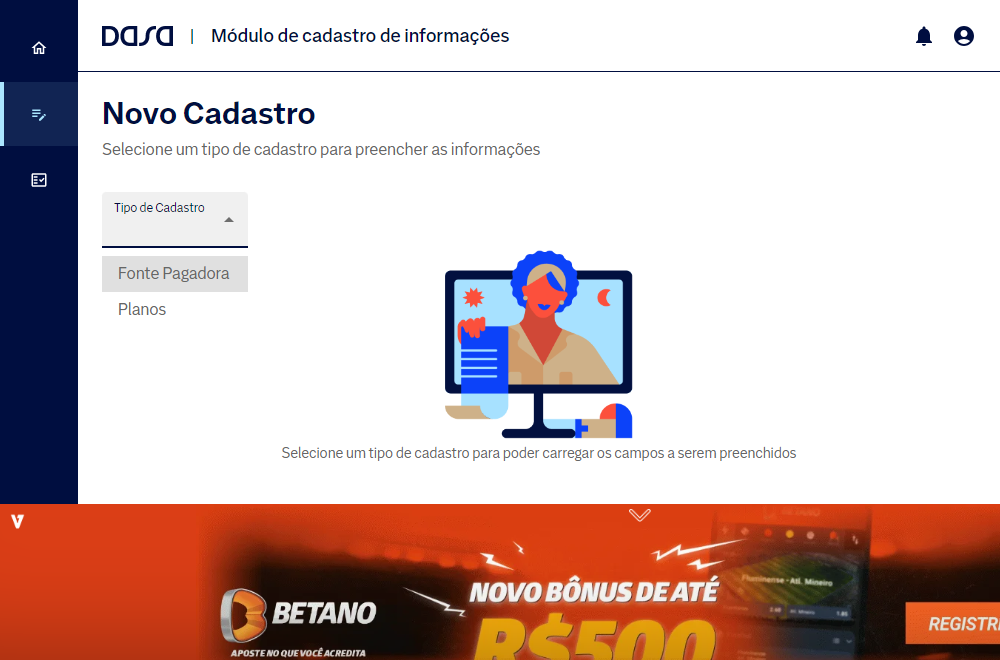 Dasa | Módulo de cadastro de informações
Novo Cadastro
Selecione um tipo de cadastro para preencher as informações
Tipo de Cadastro
Fonte Pagadora
Planos
Selecione um tipo de cadastro para poder carregar os campos a serem preenchidos
V
BETANO
Fluminense - Atl. Mineiro
NOVO BÔNUS DE ATÉ
BETANO
R$500
REGISTR
APOSTE NO QUE VOCÊ ACREDITA